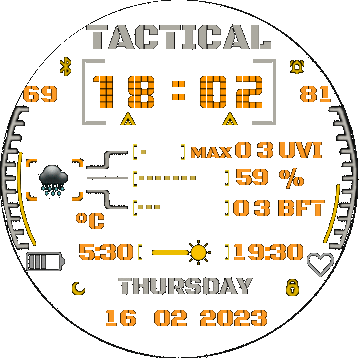 TACTICAL
18:02
69 81
MAX 03 UVI
59 %
°C 03 BFT
5:30 19:30
THURSDAY
16 02 2023